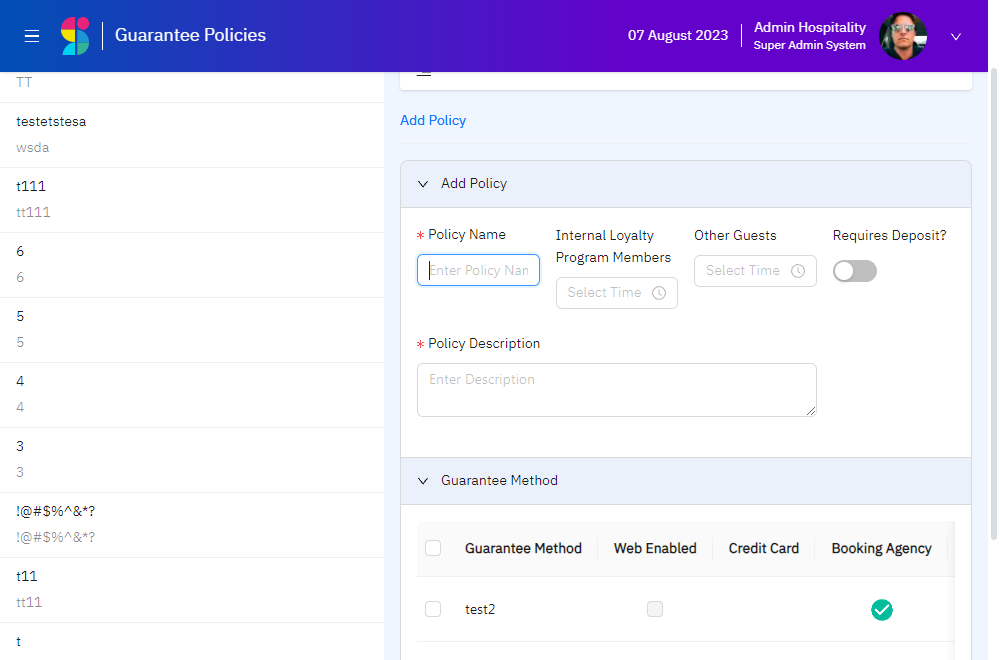 Guarantee Policies
07 August 2023
Admin Hospitality
Super Admin System
TT
testetstesa
wsda
t111
tt111
6
6
5
5
4
4
3
3
!@#$%^&*?
!@#$%^&*?
t11
tt11
t
Add Policy
Add Policy
* Policy Name
Internal Loyalty
Program Members
Other Guests
Requires Deposit?
Enter Policy Nan
Select Time
Select Time
* Policy Description
Enter Description
Guarantee Method
Guarantee Method
Web Enabled
Credit Card
Booking Agency
test2